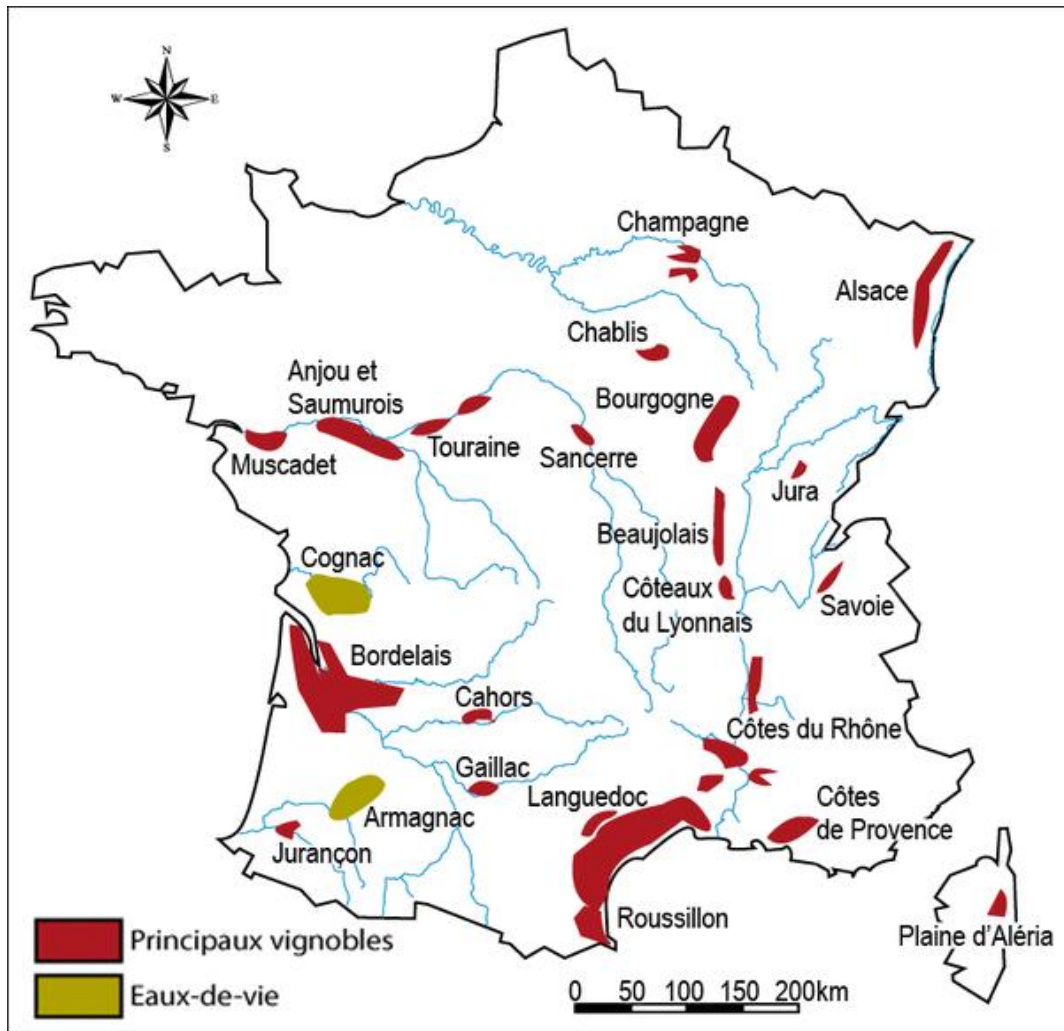 N
W
E
S
Champagne
Alsace
Chablis
Anjou et
Saumurois
Bourgogne
Touraine
Muscadet
Sancerre
Jura
Beaujolais
Cognac
Côteaux
du Lyonnais
Savoie
Bordelais
Cahors
Côtes du Rhône
Gaillac
Languedoc
Côtes
de Provence
Armagnac
Jurançon
Roussillon
Plaine d'Aléria
Principaux vignobles
Eaux-de-vie
0 50 100 150 200km